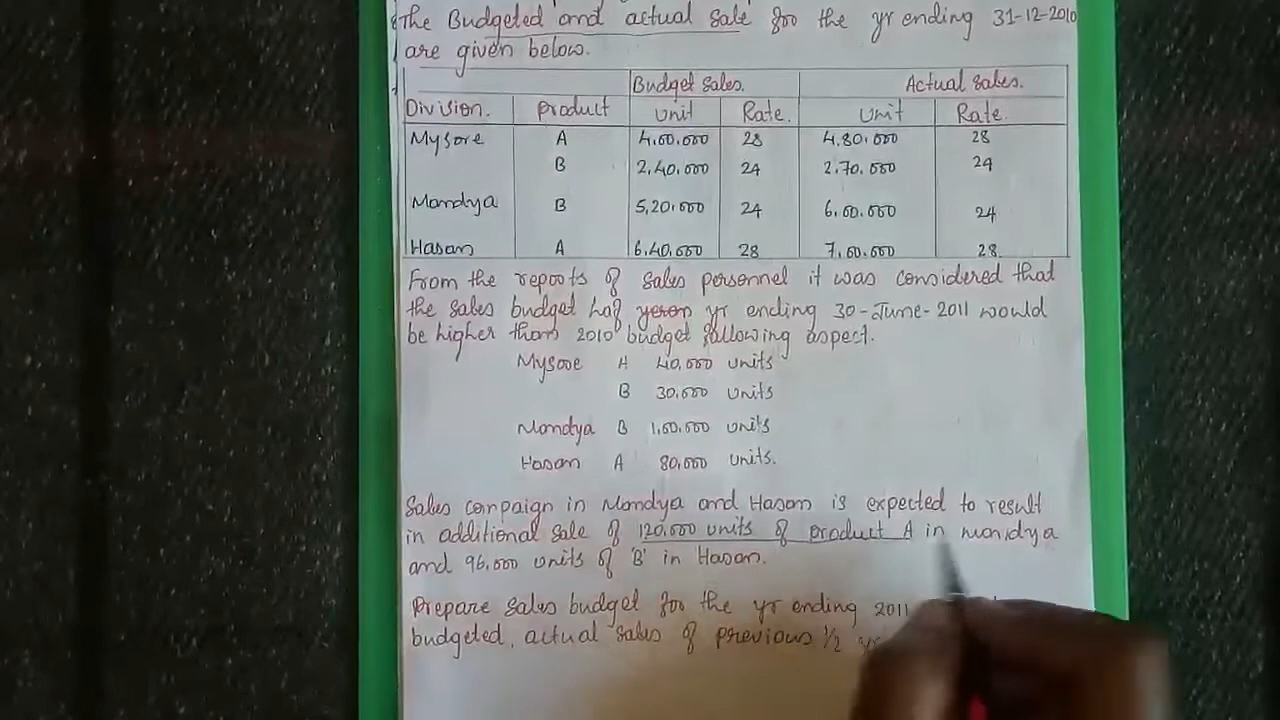 The Budgeted and actual sale for the yr ending 31-12-2010
are given below.
Budget Sales. Actual Sales.
Division. product unit Rate. unit Rate.
Mysore A 4,00,000 28 4,80,000 28
B 2,40,000 24 2,70,000 24
Mandya B 5,20,000 24 6,00,000 24
Hasan A 6,40,000 28 7,00,000 28.
From the reports of sales personnel it was considered that
the sales budget half yr ending 30-June-2011 would
be higher than 2010 budget following aspect.
Mysore A 40,000 units
B 30,000 units
Mandya B 1,00,000 units
Hasan A 80,000 units.
Sales campaign in Mandya and Hasan is expected to result
in additional sale of 120,000 units of product A in mandya
and 96,000 units of 'B' in Hasan.
Prepare sales budget for the yr ending 2011
budgeted, actual sales of previous 1/2